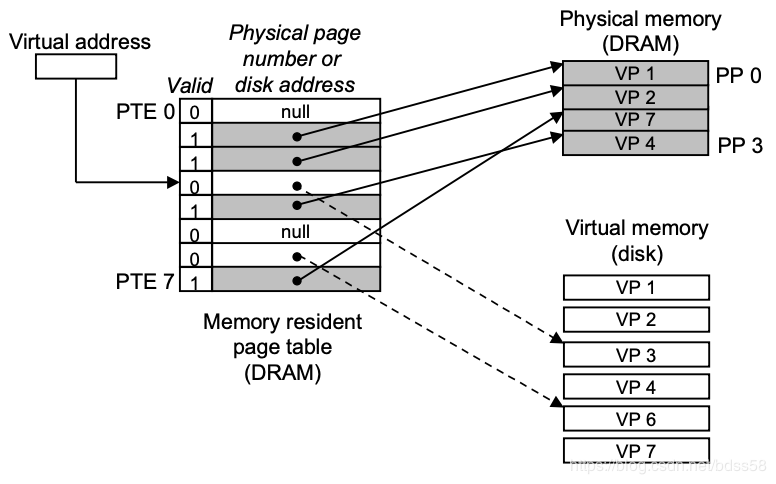 Virtual address
Physical page
number or
disk address
Valid
PTE 0
0
null
1
1
0
1
0
null
0
PTE 7
1
Memory resident
page table
(DRAM)
Physical memory
(DRAM)
VP 1
PP 0
VP 2
VP 7
VP 4
PP 3
Virtual memory
(disk)
VP 1
VP 2
VP 3
VP 4
VP 6
VP 7
https://blog.csdn.net/bdss58